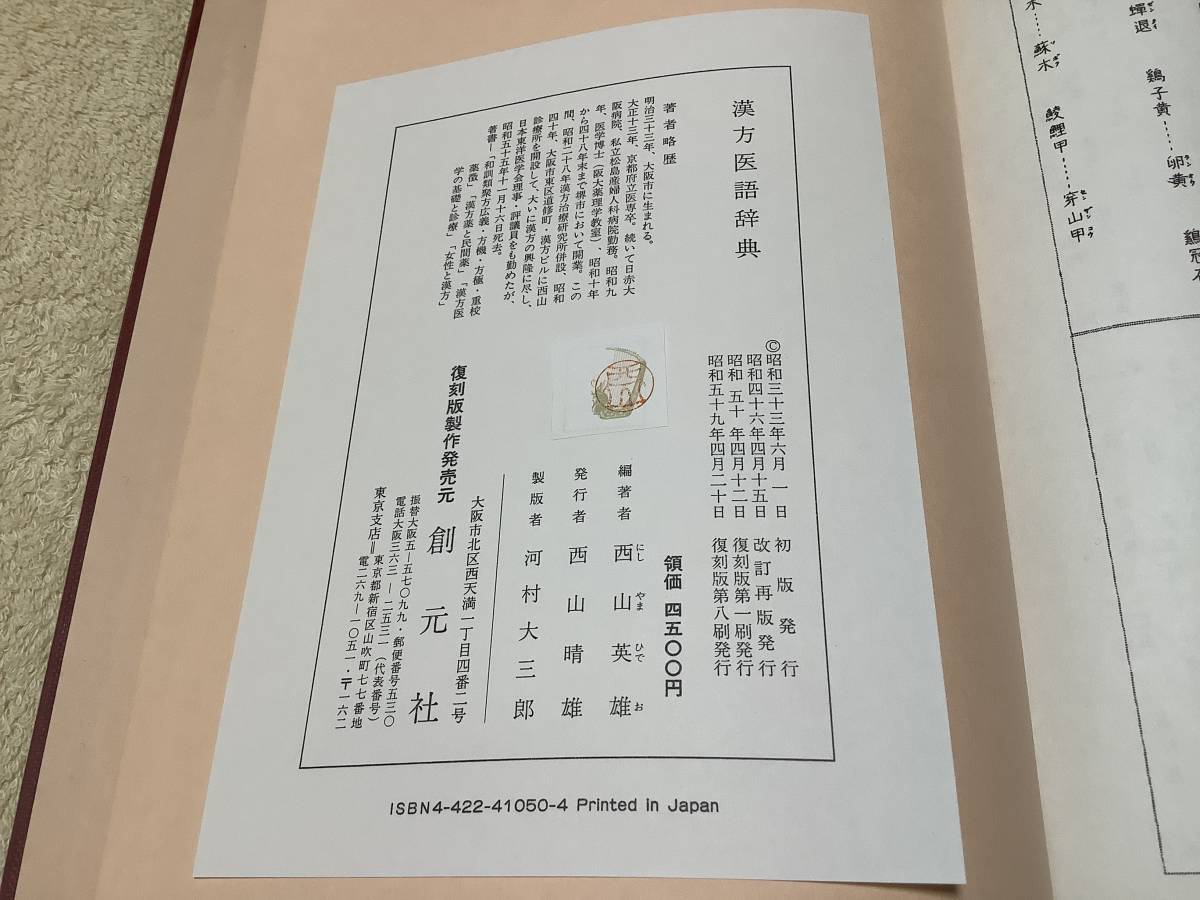 漢方医語辞典
著者略歴
明治三十三年、大阪市に生まれる。
大正十三年、京都府立医専卒。続いて日赤大
阪病院、私立松島産婦人科病院勤務。昭和九
年、医学博士（阪大薬理学教室）、昭和十年
から四十八年末まで堺市において開業。この
間、昭和二十八年漢方治療研究所併設、昭和
四十年、大阪市東区道修町・漢方ビルに西山
診療所を開設して、大いに漢方の興隆に尽し、
日本東洋医学会理事・評議員をも勤めたが、
昭和五十五年十一月十六日死去。
著書―「和訓類聚方広義・方機・方極・重校
薬徴」「漢方薬と民間薬」「漢方医
学の基礎と診療」「女性と漢方」
©昭和三十三年六月一日 初版発行
昭和四十六年四月十五日 改訂再版発行
昭和五十年四月十二日 復刻版第一刷発行
昭和五十九年四月二十日 復刻版第八刷発行
領価 四五〇〇円
編著者 西山英雄
にし やま ひで お
発行者 西山晴雄
製版者 河村大三郎
復刻版製作発売元 創元社
大阪市北区西天満一丁目四番二号
振替大阪五―五七〇九九・郵便番号五三〇
電話大阪三六三―二五三一（代表番号）
東京支店＝東京都新宿区山吹町七七番地
電二六九―一〇五一・〒一六二
ISBN4-422-41050-4 Printed in Japan
蟬退
蘇木
鶏子黄……卵黄
鯪鯉甲……穿山甲
鶏冠